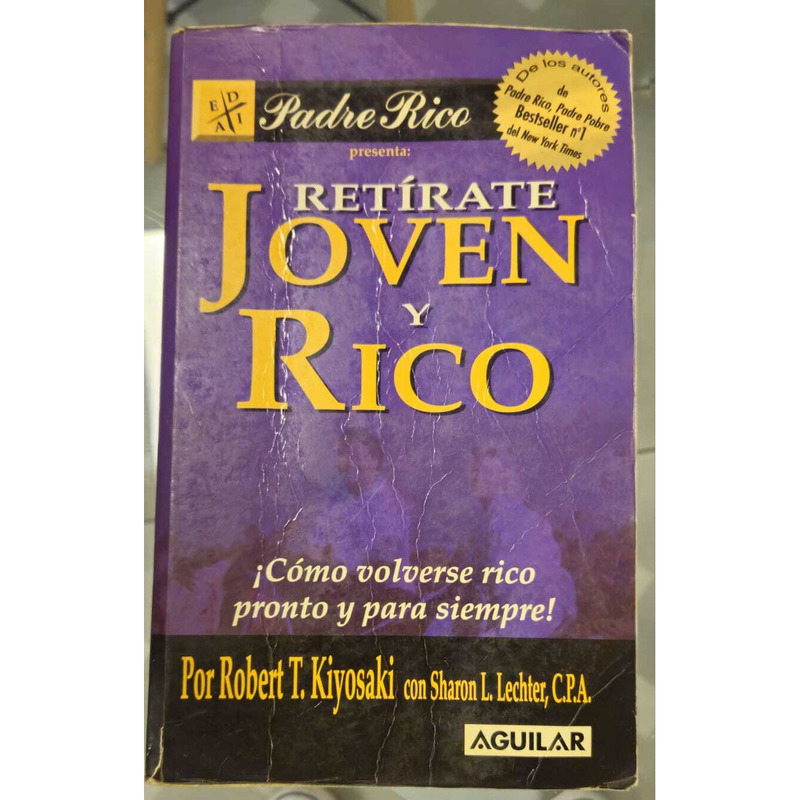 E D
A I
Padre Rico
presenta:
De los autores
de
Padre Rico, Padre Pobre
Bestseller nº1
del New York Times
RETÍRATE
JOVEN
Y
RICO
¡Cómo volverse rico
pronto y para siempre!
Por Robert T. Kiyosaki con Sharon L. Lechter, C.P.A.
AGUILAR